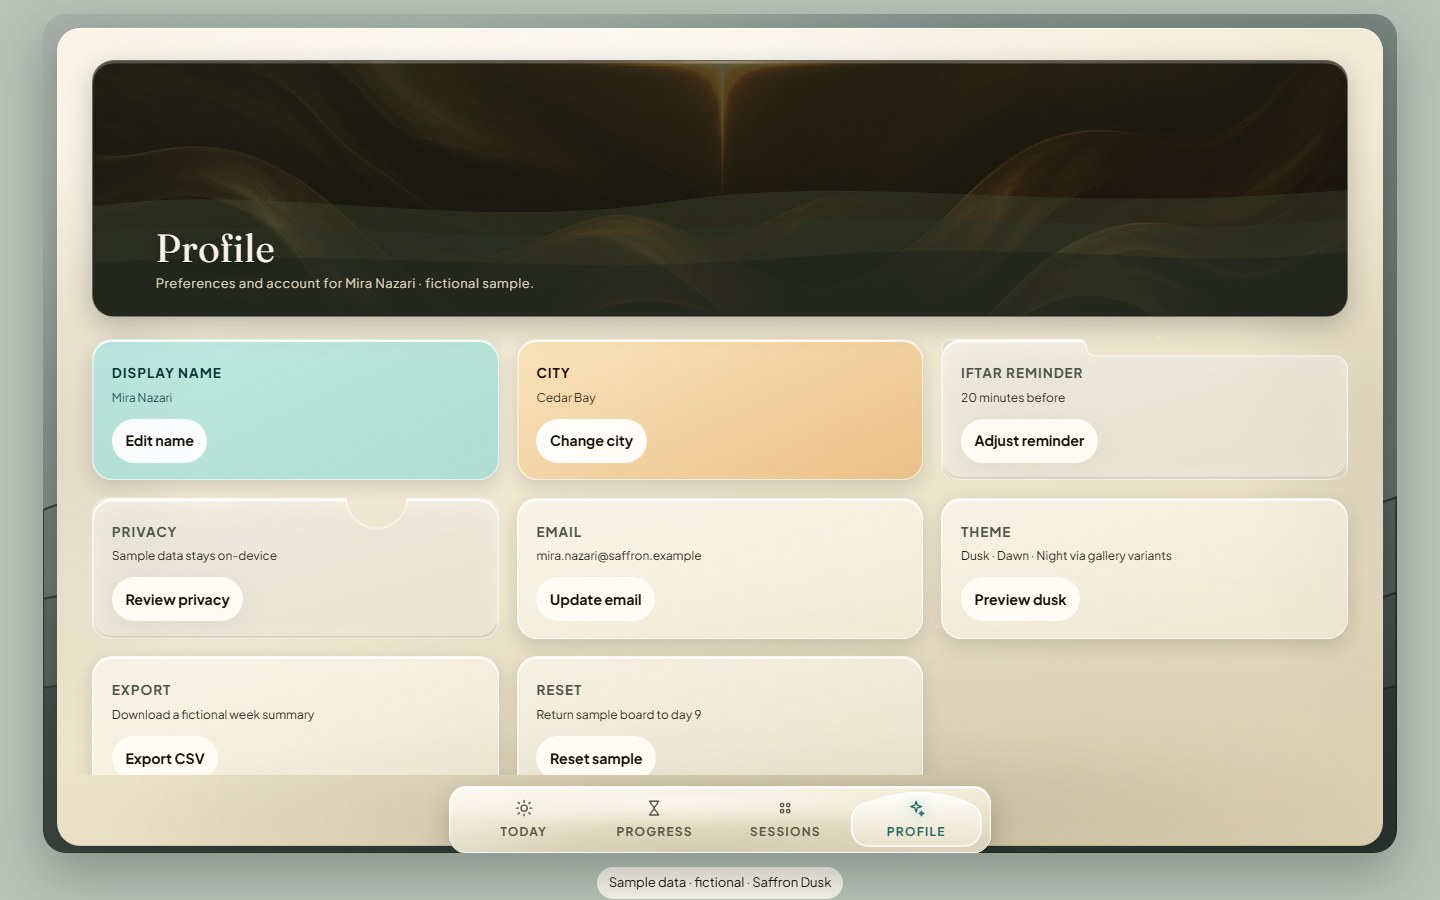 Profile
Preferences and account for Mira Nazari · fictional sample.
DISPLAY NAME
Mira Nazari
Edit name
CITY
Cedar Bay
Change city
IFTAR REMINDER
20 minutes before
Adjust reminder
PRIVACY
Sample data stays on-device
Review privacy
EMAIL
mira.nazari@saffron.example
Update email
THEME
Dusk · Dawn · Night via gallery variants
Preview dusk
EXPORT
Download a fictional week summary
Export CSV
RESET
Return sample board to day 9
Reset sample
TODAY
PROGRESS
SESSIONS
PROFILE
Sample data · fictional · Saffron Dusk